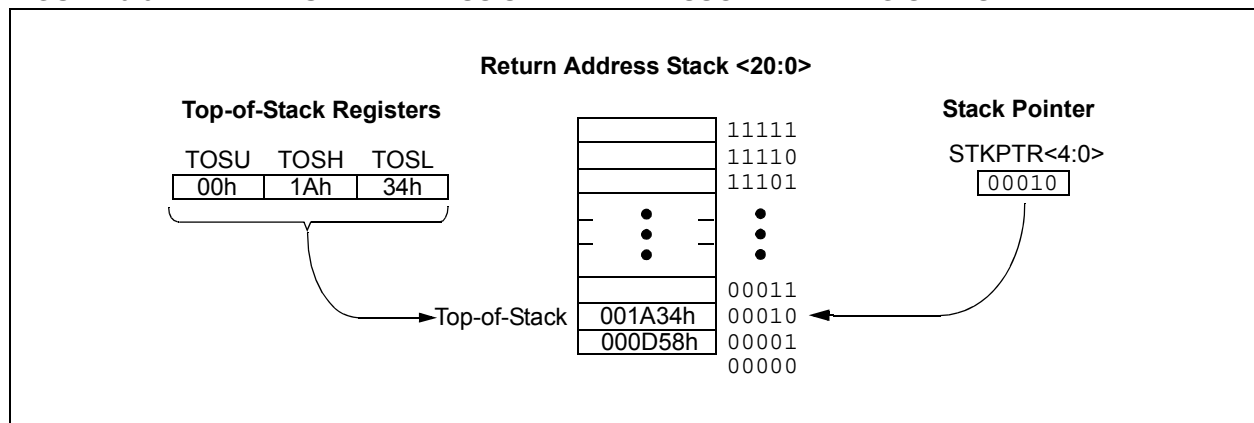 Return Address Stack <20:0>
Top-of-Stack Registers
Stack Pointer
TOSU TOSH TOSL
00h 1Ah 34h
STKPTR<4:0>
00010
11111
11110
11101
00011
Top-of-Stack 001A34h 00010
000D58h 00001
00000